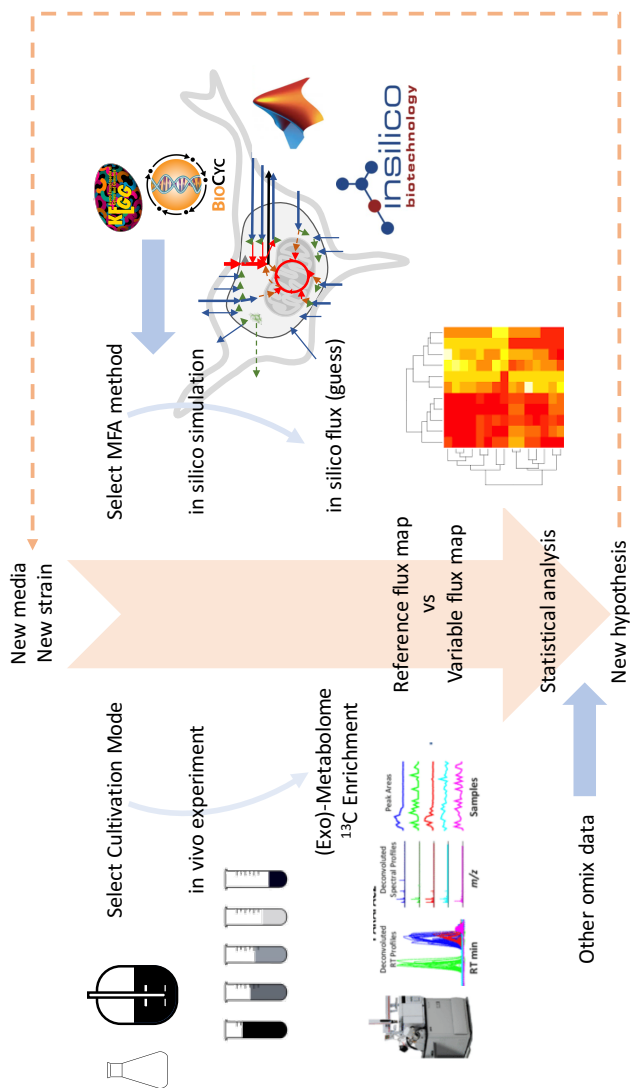 New media
New strain
Select Cultivation Mode
Select MFA method
KEGG
BIOCYC
in vivo experiment
in silico simulation
(Exo)-Metabolome
¹³C Enrichment
in silico flux (guess)
insilico
biotechnology
Deconvoluted
RT Profiles
RT min
Deconvoluted
Spectral Profiles
m/z
Peak Areas
Samples
Reference flux map
vs
Variable flux map
Statistical analysis
Other omix data
New hypothesis